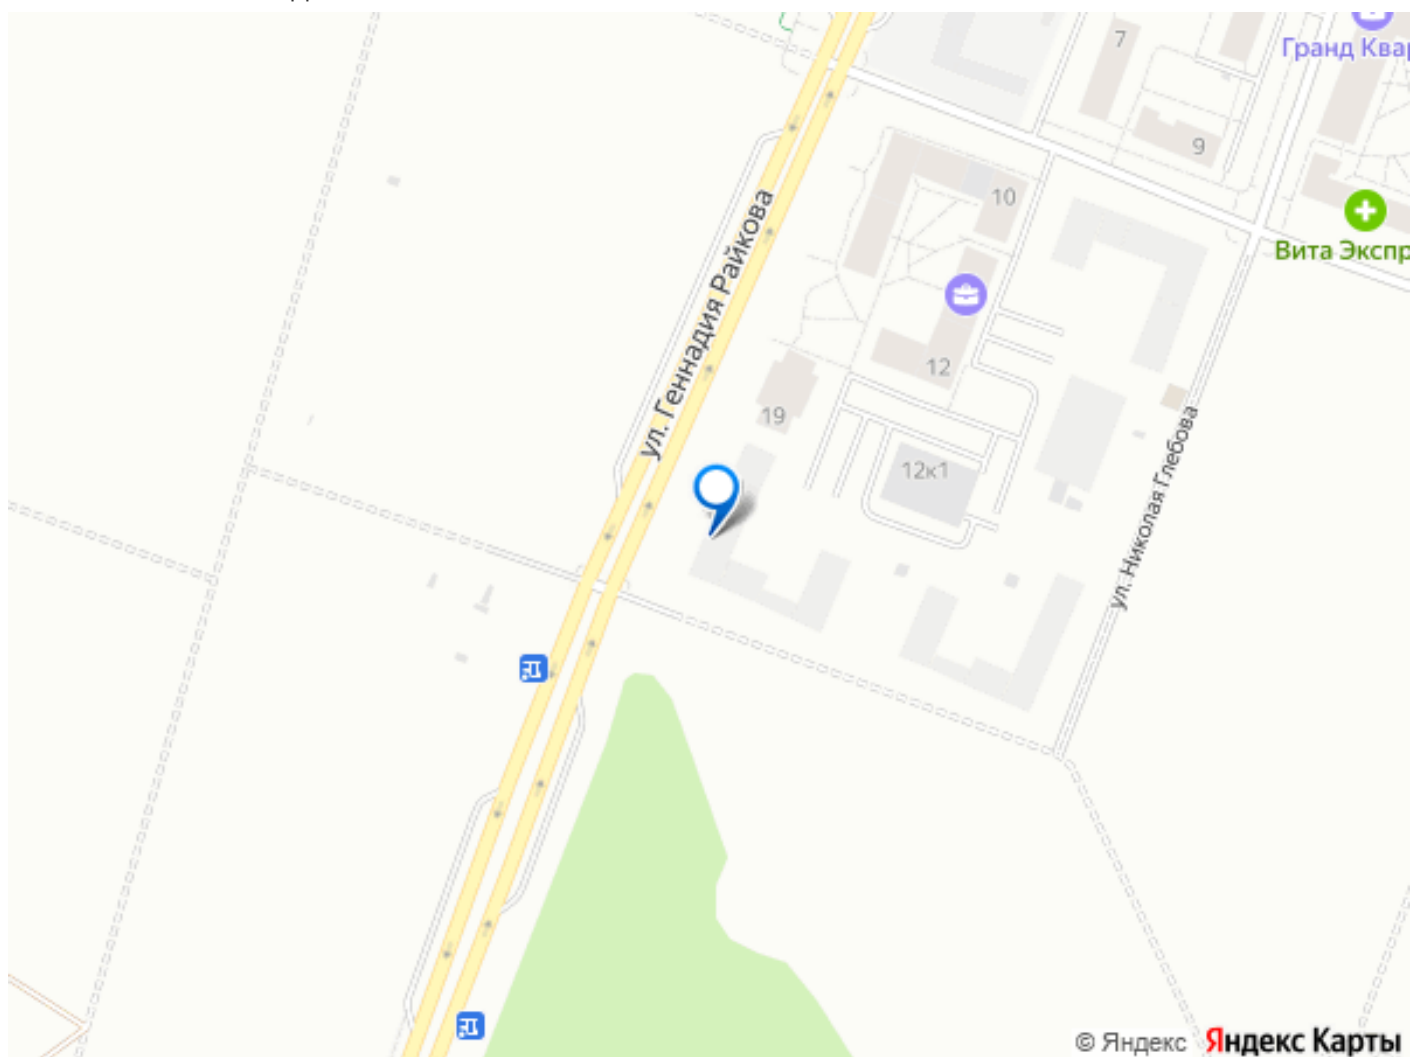 7
Гранд Квар
9
10
Вита Экспр
ул. Геннадия Райкова
12
19
12к1
ул. Николая Глебова
© Яндекс Яндекс Карты